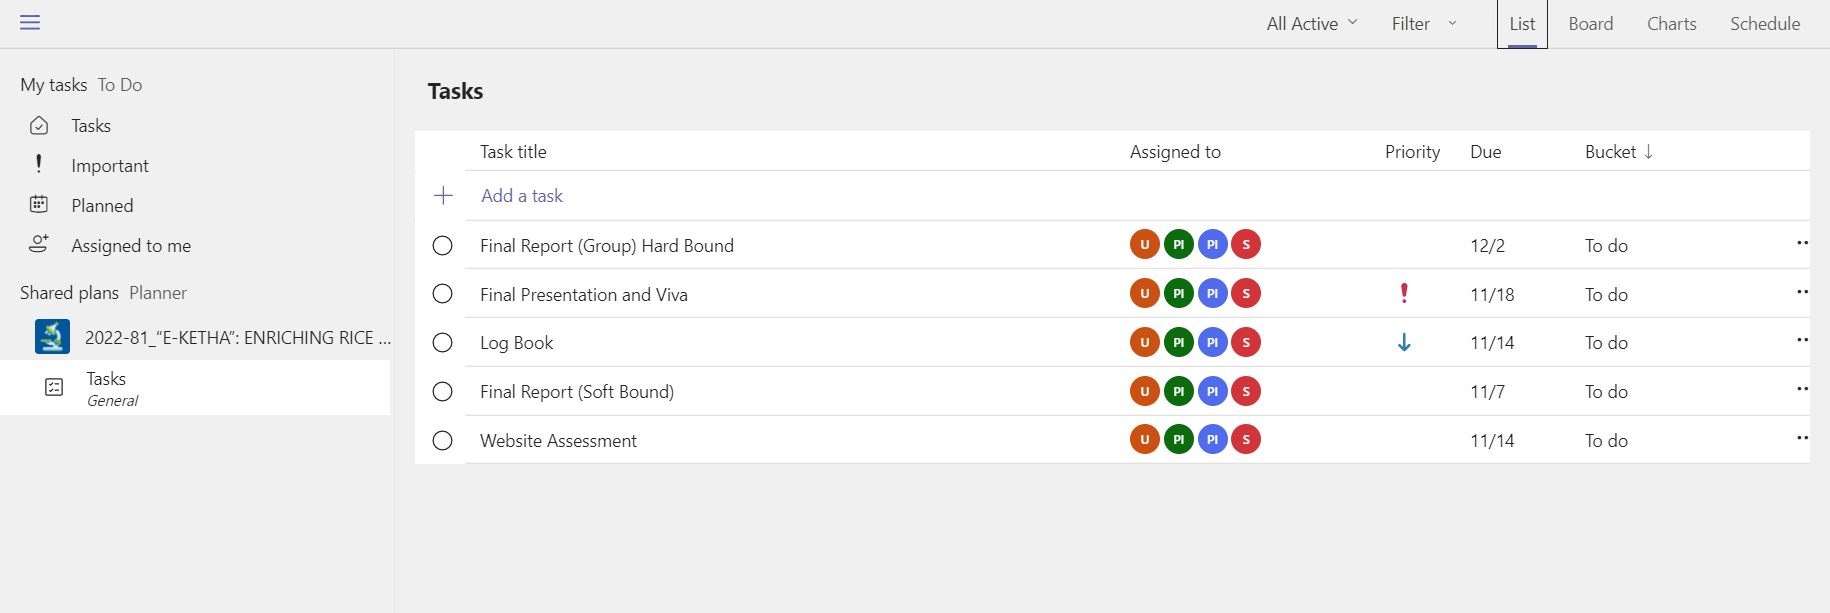 All Active Filter List Board Charts Schedule
My tasks To Do
Tasks
Important
Planned
Assigned to me
Shared plans Planner
2022-81_“E-KETHA”: ENRICHING RICE ...
Tasks
General
Tasks
Task title Assigned to Priority Due Bucket ↓
Add a task
Final Report (Group) Hard Bound U PI PI S 12/2 To do
Final Presentation and Viva U PI PI S 11/18 To do
Log Book U PI PI S 11/14 To do
Final Report (Soft Bound) U PI PI S 11/7 To do
Website Assessment U PI PI S 11/14 To do